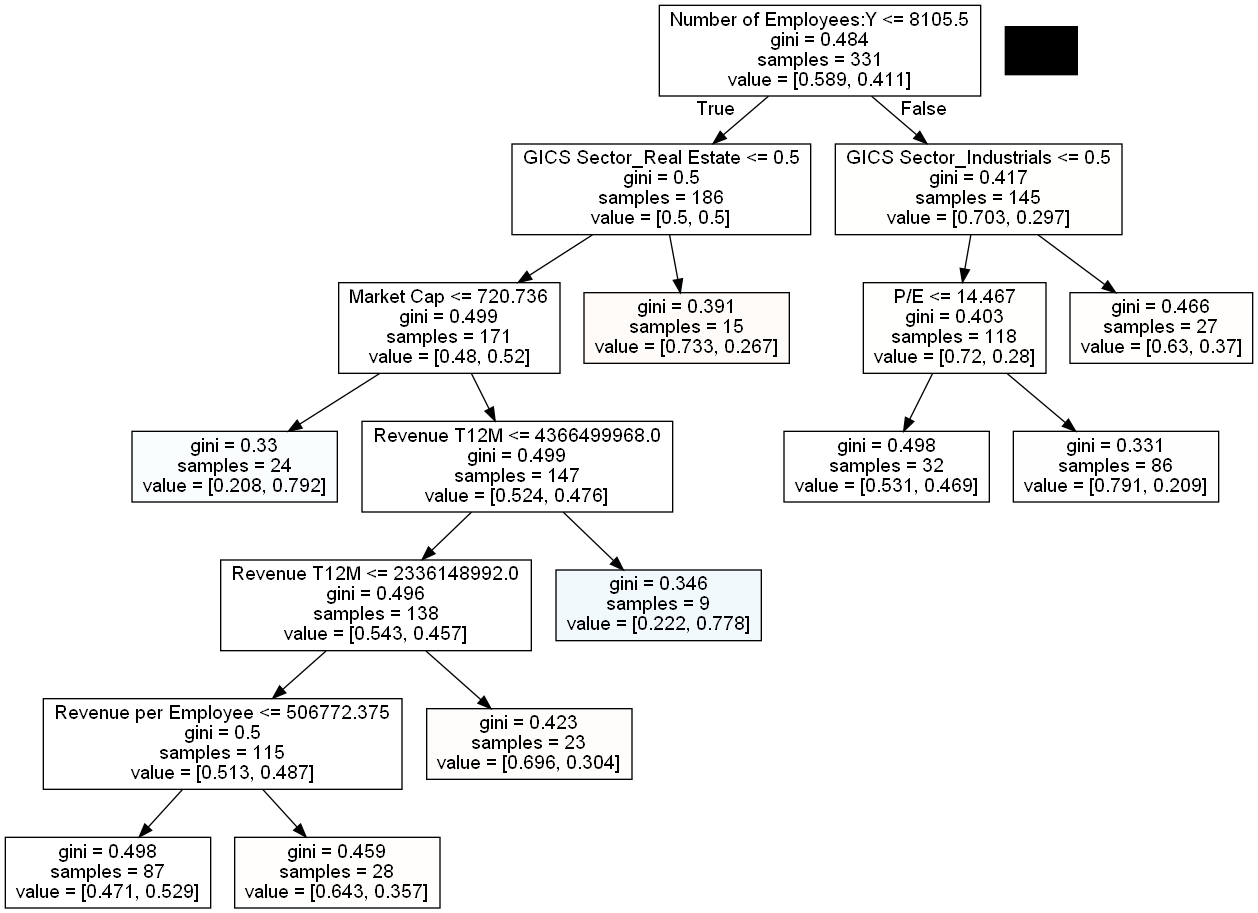 Number of Employees:Y <= 8105.5
gini = 0.484
samples = 331
value = [0.589, 0.411]
True
False
GICS Sector_Real Estate <= 0.5
gini = 0.5
samples = 186
value = [0.5, 0.5]
GICS Sector_Industrials <= 0.5
gini = 0.417
samples = 145
value = [0.703, 0.297]
Market Cap <= 720.736
gini = 0.499
samples = 171
value = [0.48, 0.52]
gini = 0.391
samples = 15
value = [0.733, 0.267]
P/E <= 14.467
gini = 0.403
samples = 118
value = [0.72, 0.28]
gini = 0.466
samples = 27
value = [0.63, 0.37]
gini = 0.33
samples = 24
value = [0.208, 0.792]
Revenue T12M <= 4366499968.0
gini = 0.499
samples = 147
value = [0.524, 0.476]
gini = 0.498
samples = 32
value = [0.531, 0.469]
gini = 0.331
samples = 86
value = [0.791, 0.209]
Revenue T12M <= 2336148992.0
gini = 0.496
samples = 138
value = [0.543, 0.457]
gini = 0.346
samples = 9
value = [0.222, 0.778]
Revenue per Employee <= 506772.375
gini = 0.5
samples = 115
value = [0.513, 0.487]
gini = 0.423
samples = 23
value = [0.696, 0.304]
gini = 0.498
samples = 87
value = [0.471, 0.529]
gini = 0.459
samples = 28
value = [0.643, 0.357]